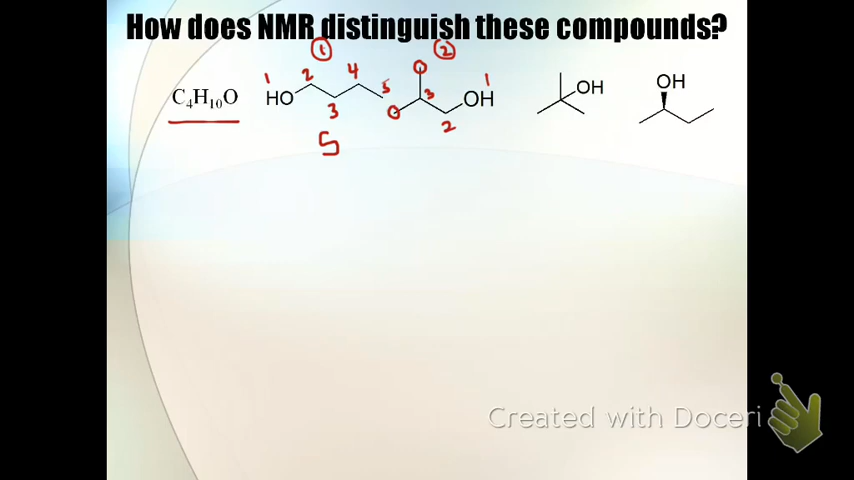 How does NMR distinguish these compounds?
1 2
1 2 4 5 3 1
C₄H₁₀O HO OH OH OH
3 2
5
Created with Doceri